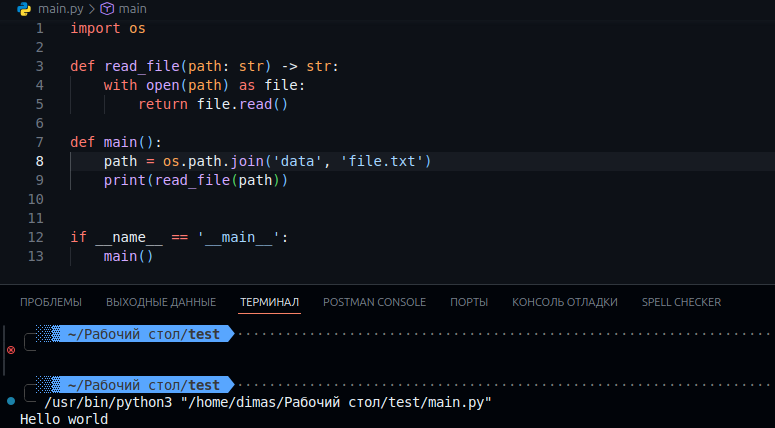 main.py > main
1 import os
2
3 def read_file(path: str) -> str:
4     with open(path) as file:
5         return file.read()
6
7 def main():
8     path = os.path.join('data', 'file.txt')
9     print(read_file(path))
10
11
12 if __name__ == '__main__':
13     main()
ПРОБЛЕМЫ ВЫХОДНЫЕ ДАННЫЕ ТЕРМИНАЛ POSTMAN CONSOLE ПОРТЫ КОНСОЛЬ ОТЛАДКИ SPELL CHECKER
~/Рабочий стол/test
~/Рабочий стол/test
/usr/bin/python3 "/home/dimas/Рабочий стол/test/main.py"
Hello world